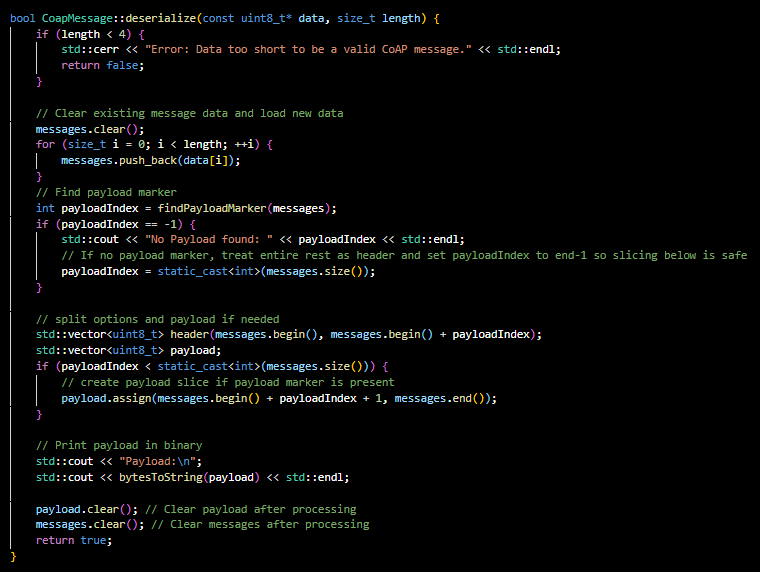 bool CoapMessage::deserialize(const uint8_t* data, size_t length) {
    if (length < 4) {
        std::cerr << "Error: Data too short to be a valid CoAP message." << std::endl;
        return false;
    }

    // Clear existing message data and load new data
    messages.clear();
    for (size_t i = 0; i < length; ++i) {
        messages.push_back(data[i]);
    }
    // Find payload marker
    int payloadIndex = findPayloadMarker(messages);
    if (payloadIndex == -1) {
        std::cout << "No Payload found: " << payloadIndex << std::endl;
        // If no payload marker, treat entire rest as header and set payloadIndex to end-1 so slicing below is safe
        payloadIndex = static_cast<int>(messages.size());
    }

    // split options and payload if needed
    std::vector<uint8_t> header(messages.begin(), messages.begin() + payloadIndex);
    std::vector<uint8_t> payload;
    if (payloadIndex < static_cast<int>(messages.size())) {
        // create payload slice if payload marker is present
        payload.assign(messages.begin() + payloadIndex + 1, messages.end());
    }

    // Print payload in binary
    std::cout << "Payload:\n";
    std::cout << bytesToString(payload) << std::endl;

    payload.clear(); // Clear payload after processing
    messages.clear(); // Clear messages after processing
    return true;
}